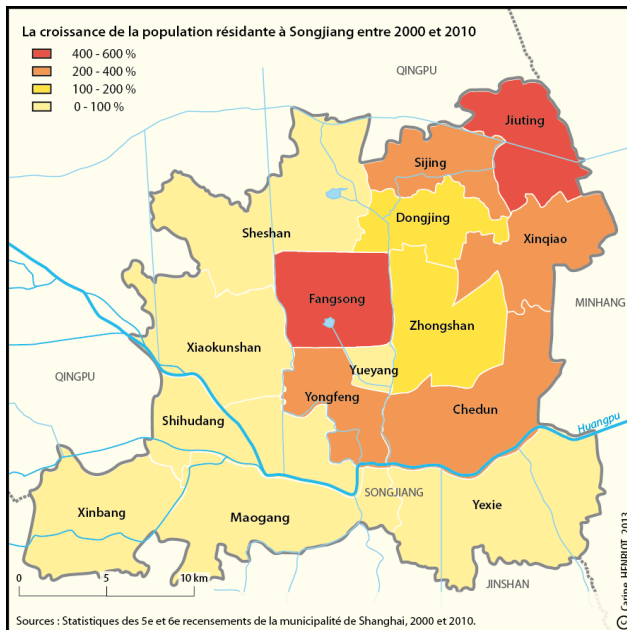 La croissance de la population résidante à Songjiang entre 2000 et 2010
400 - 600 %
200 - 400 %
100 - 200 %
0 - 100 %
QINGPU
Jiuting
Sijing
Dongjing
Sheshan
Xinqiao
Fangsong
MINHANG
Zhongshan
Xiaokunshan
Yueyang
QINGPU
Yongfeng
Chedun
Shihudang
Huangpu
SONGJIANG
Yexie
Xinbang
Maogang
JINSHAN
0 5 10 km
Sources : Statistiques des 5e et 6e recensements de la municipalité de Shanghai, 2000 et 2010.
© Carine HENRIOT, 2013